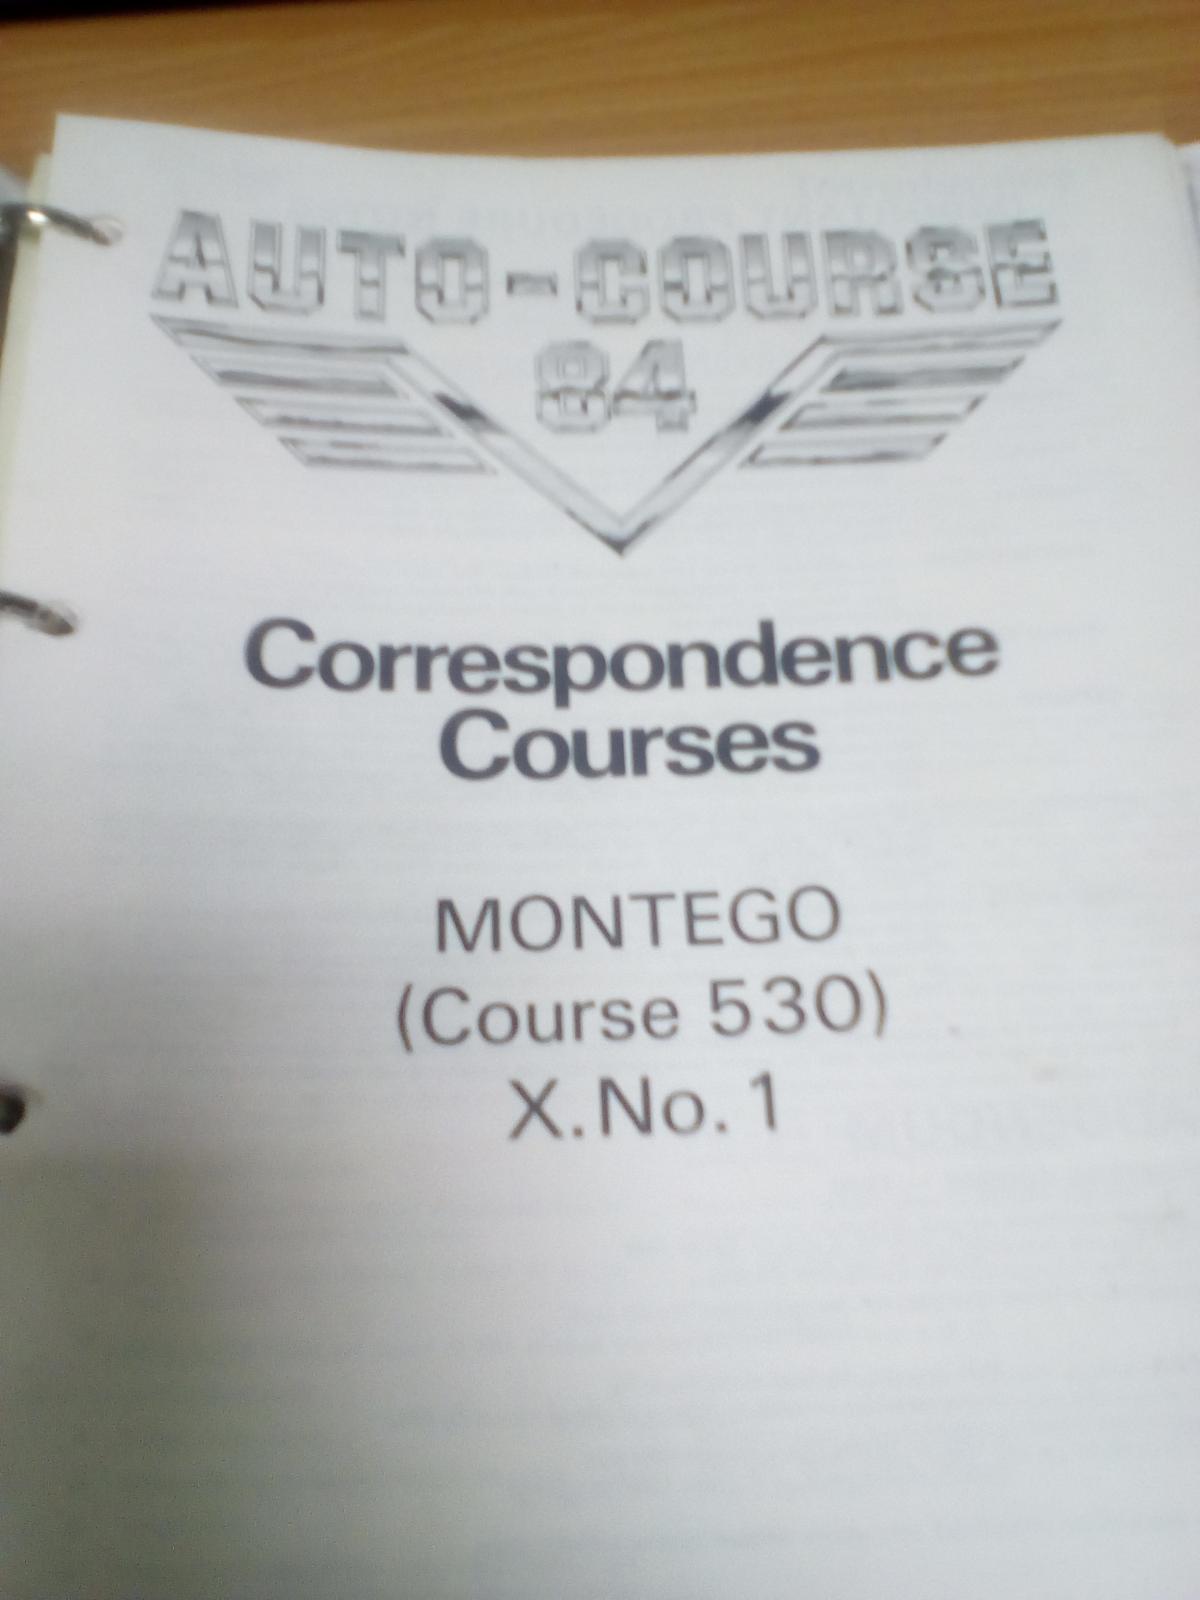 AUTO-COURSE
84
Correspondence
Courses
MONTEGO
(Course 530)
X.No. 1